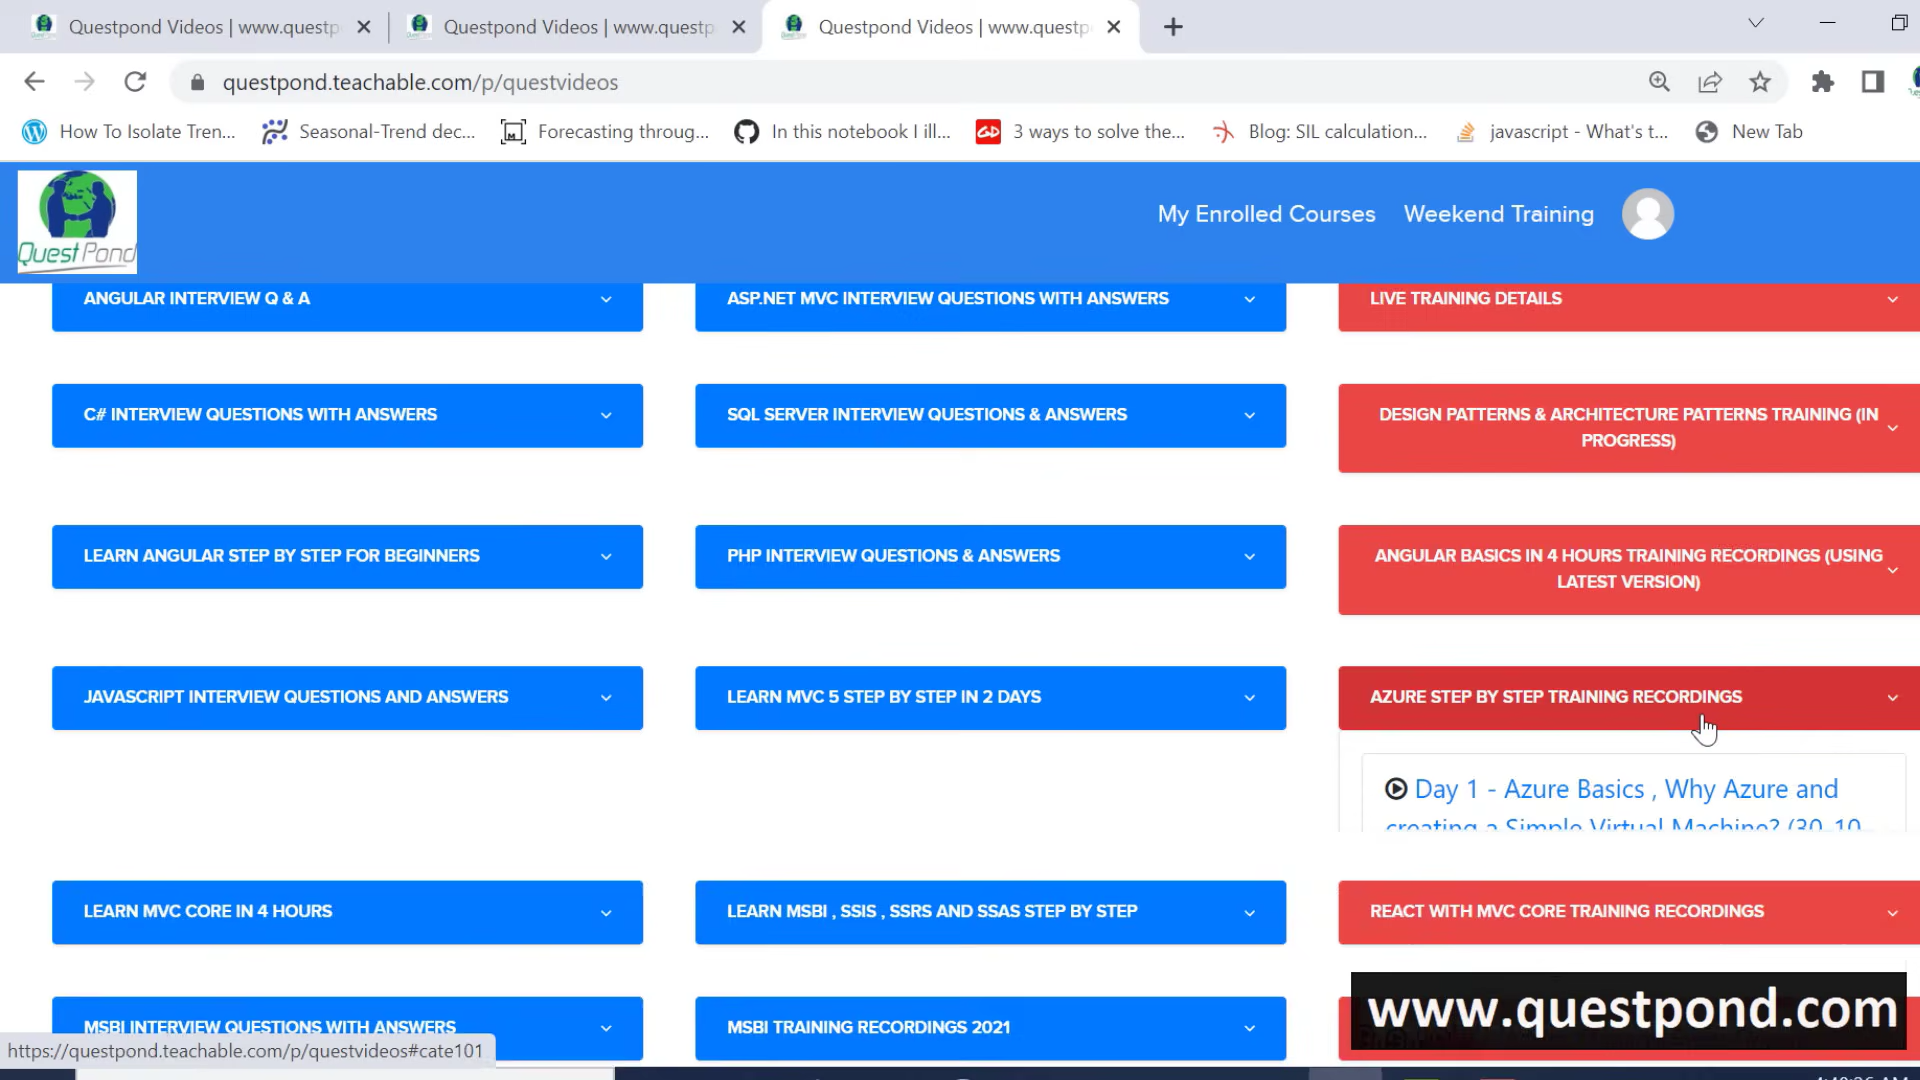 Questpond Videos | www.questp
Questpond Videos | www.questp
Questpond Videos | www.questp
questpond.teachable.com/p/questvideos
How To Isolate Tren...
Seasonal-Trend dec...
Forecasting throug...
In this notebook I ill...
3 ways to solve the...
Blog: SIL calculation...
javascript - What's t...
New Tab
QuestPond
My Enrolled Courses
Weekend Training
ANGULAR INTERVIEW Q & A
ASP.NET MVC INTERVIEW QUESTIONS WITH ANSWERS
LIVE TRAINING DETAILS
C# INTERVIEW QUESTIONS WITH ANSWERS
SQL SERVER INTERVIEW QUESTIONS & ANSWERS
DESIGN PATTERNS & ARCHITECTURE PATTERNS TRAINING (IN
PROGRESS)
LEARN ANGULAR STEP BY STEP FOR BEGINNERS
PHP INTERVIEW QUESTIONS & ANSWERS
ANGULAR BASICS IN 4 HOURS TRAINING RECORDINGS (USING
LATEST VERSION)
JAVASCRIPT INTERVIEW QUESTIONS AND ANSWERS
LEARN MVC 5 STEP BY STEP IN 2 DAYS
AZURE STEP BY STEP TRAINING RECORDINGS
Day 1 - Azure Basics , Why Azure and
creating a Simple Virtual Machine? (30-10
LEARN MVC CORE IN 4 HOURS
LEARN MSBI , SSIS , SSRS AND SSAS STEP BY STEP
REACT WITH MVC CORE TRAINING RECORDINGS
www.questpond.com
MSBI INTERVIEW QUESTIONS WITH ANSWERS
MSBI TRAINING RECORDINGS 2021
https://questpond.teachable.com/p/questvideos#cate101